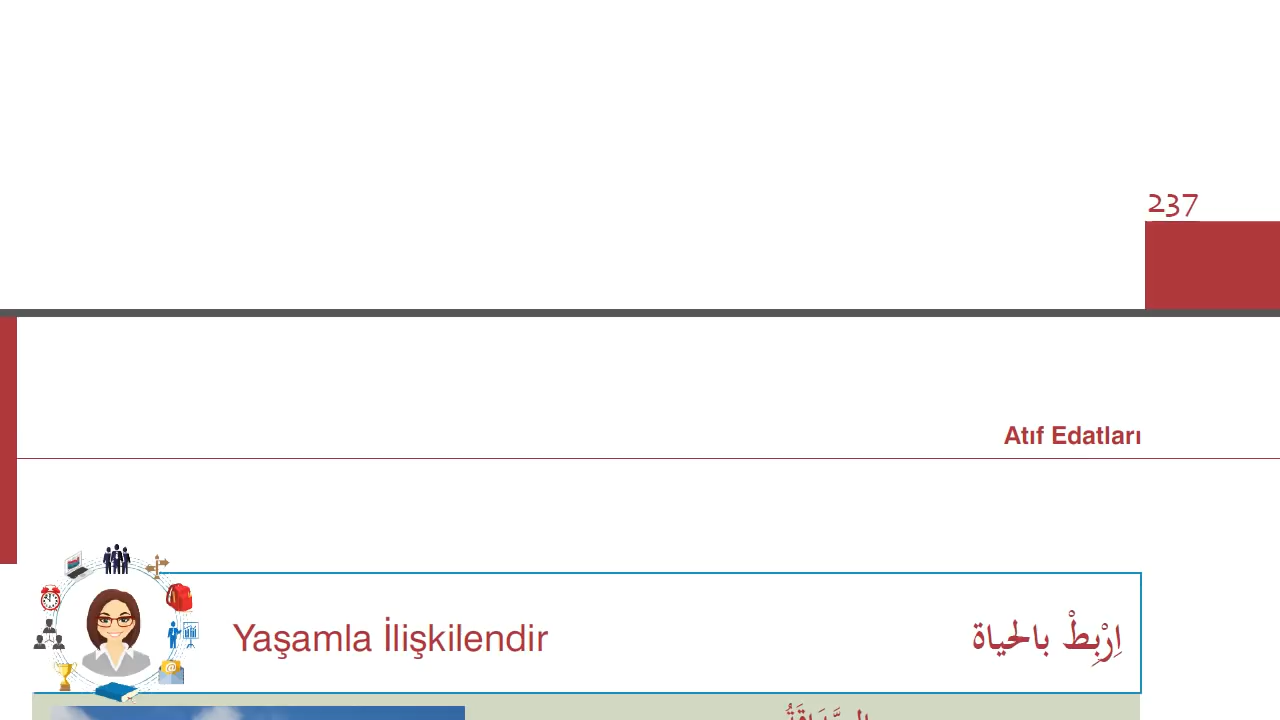 237
Atıf Edatları
Yaşamla İlişkilendir
اِرْبِطْ بالحياة